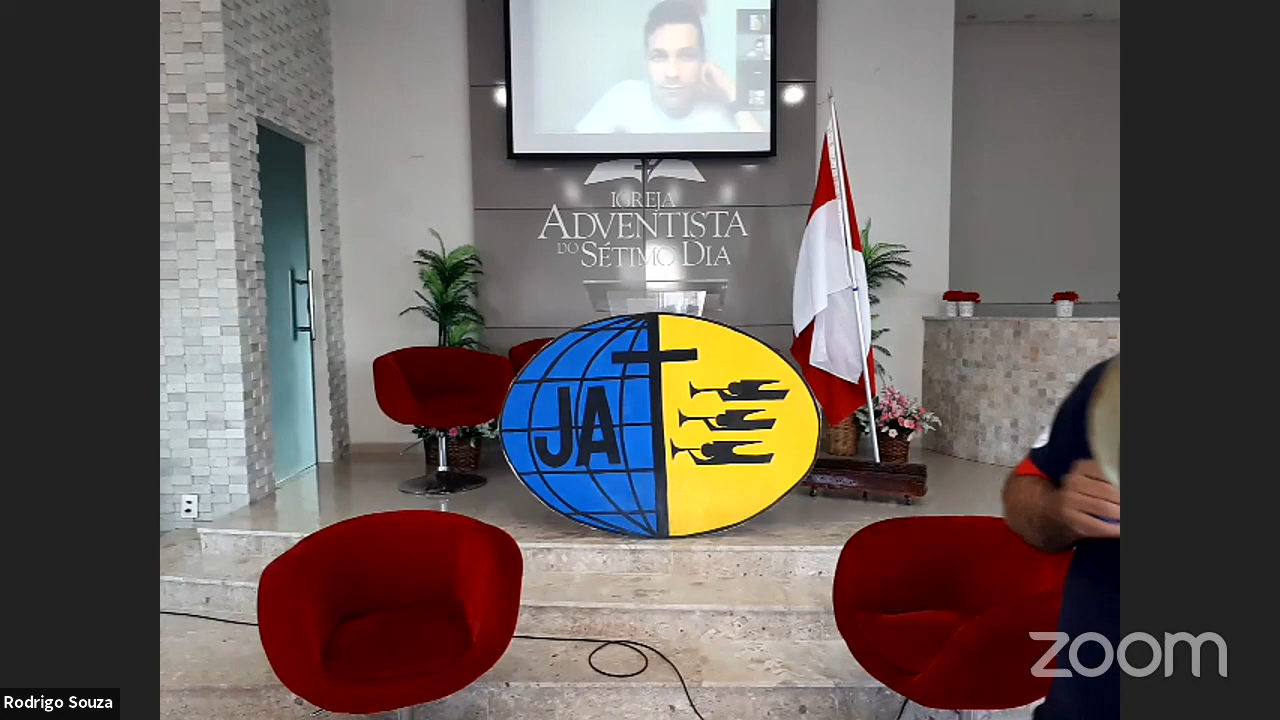 IGREJA
ADVENTISTA
DO SÉTIMO DIA
JA
zoom
Rodrigo Souza